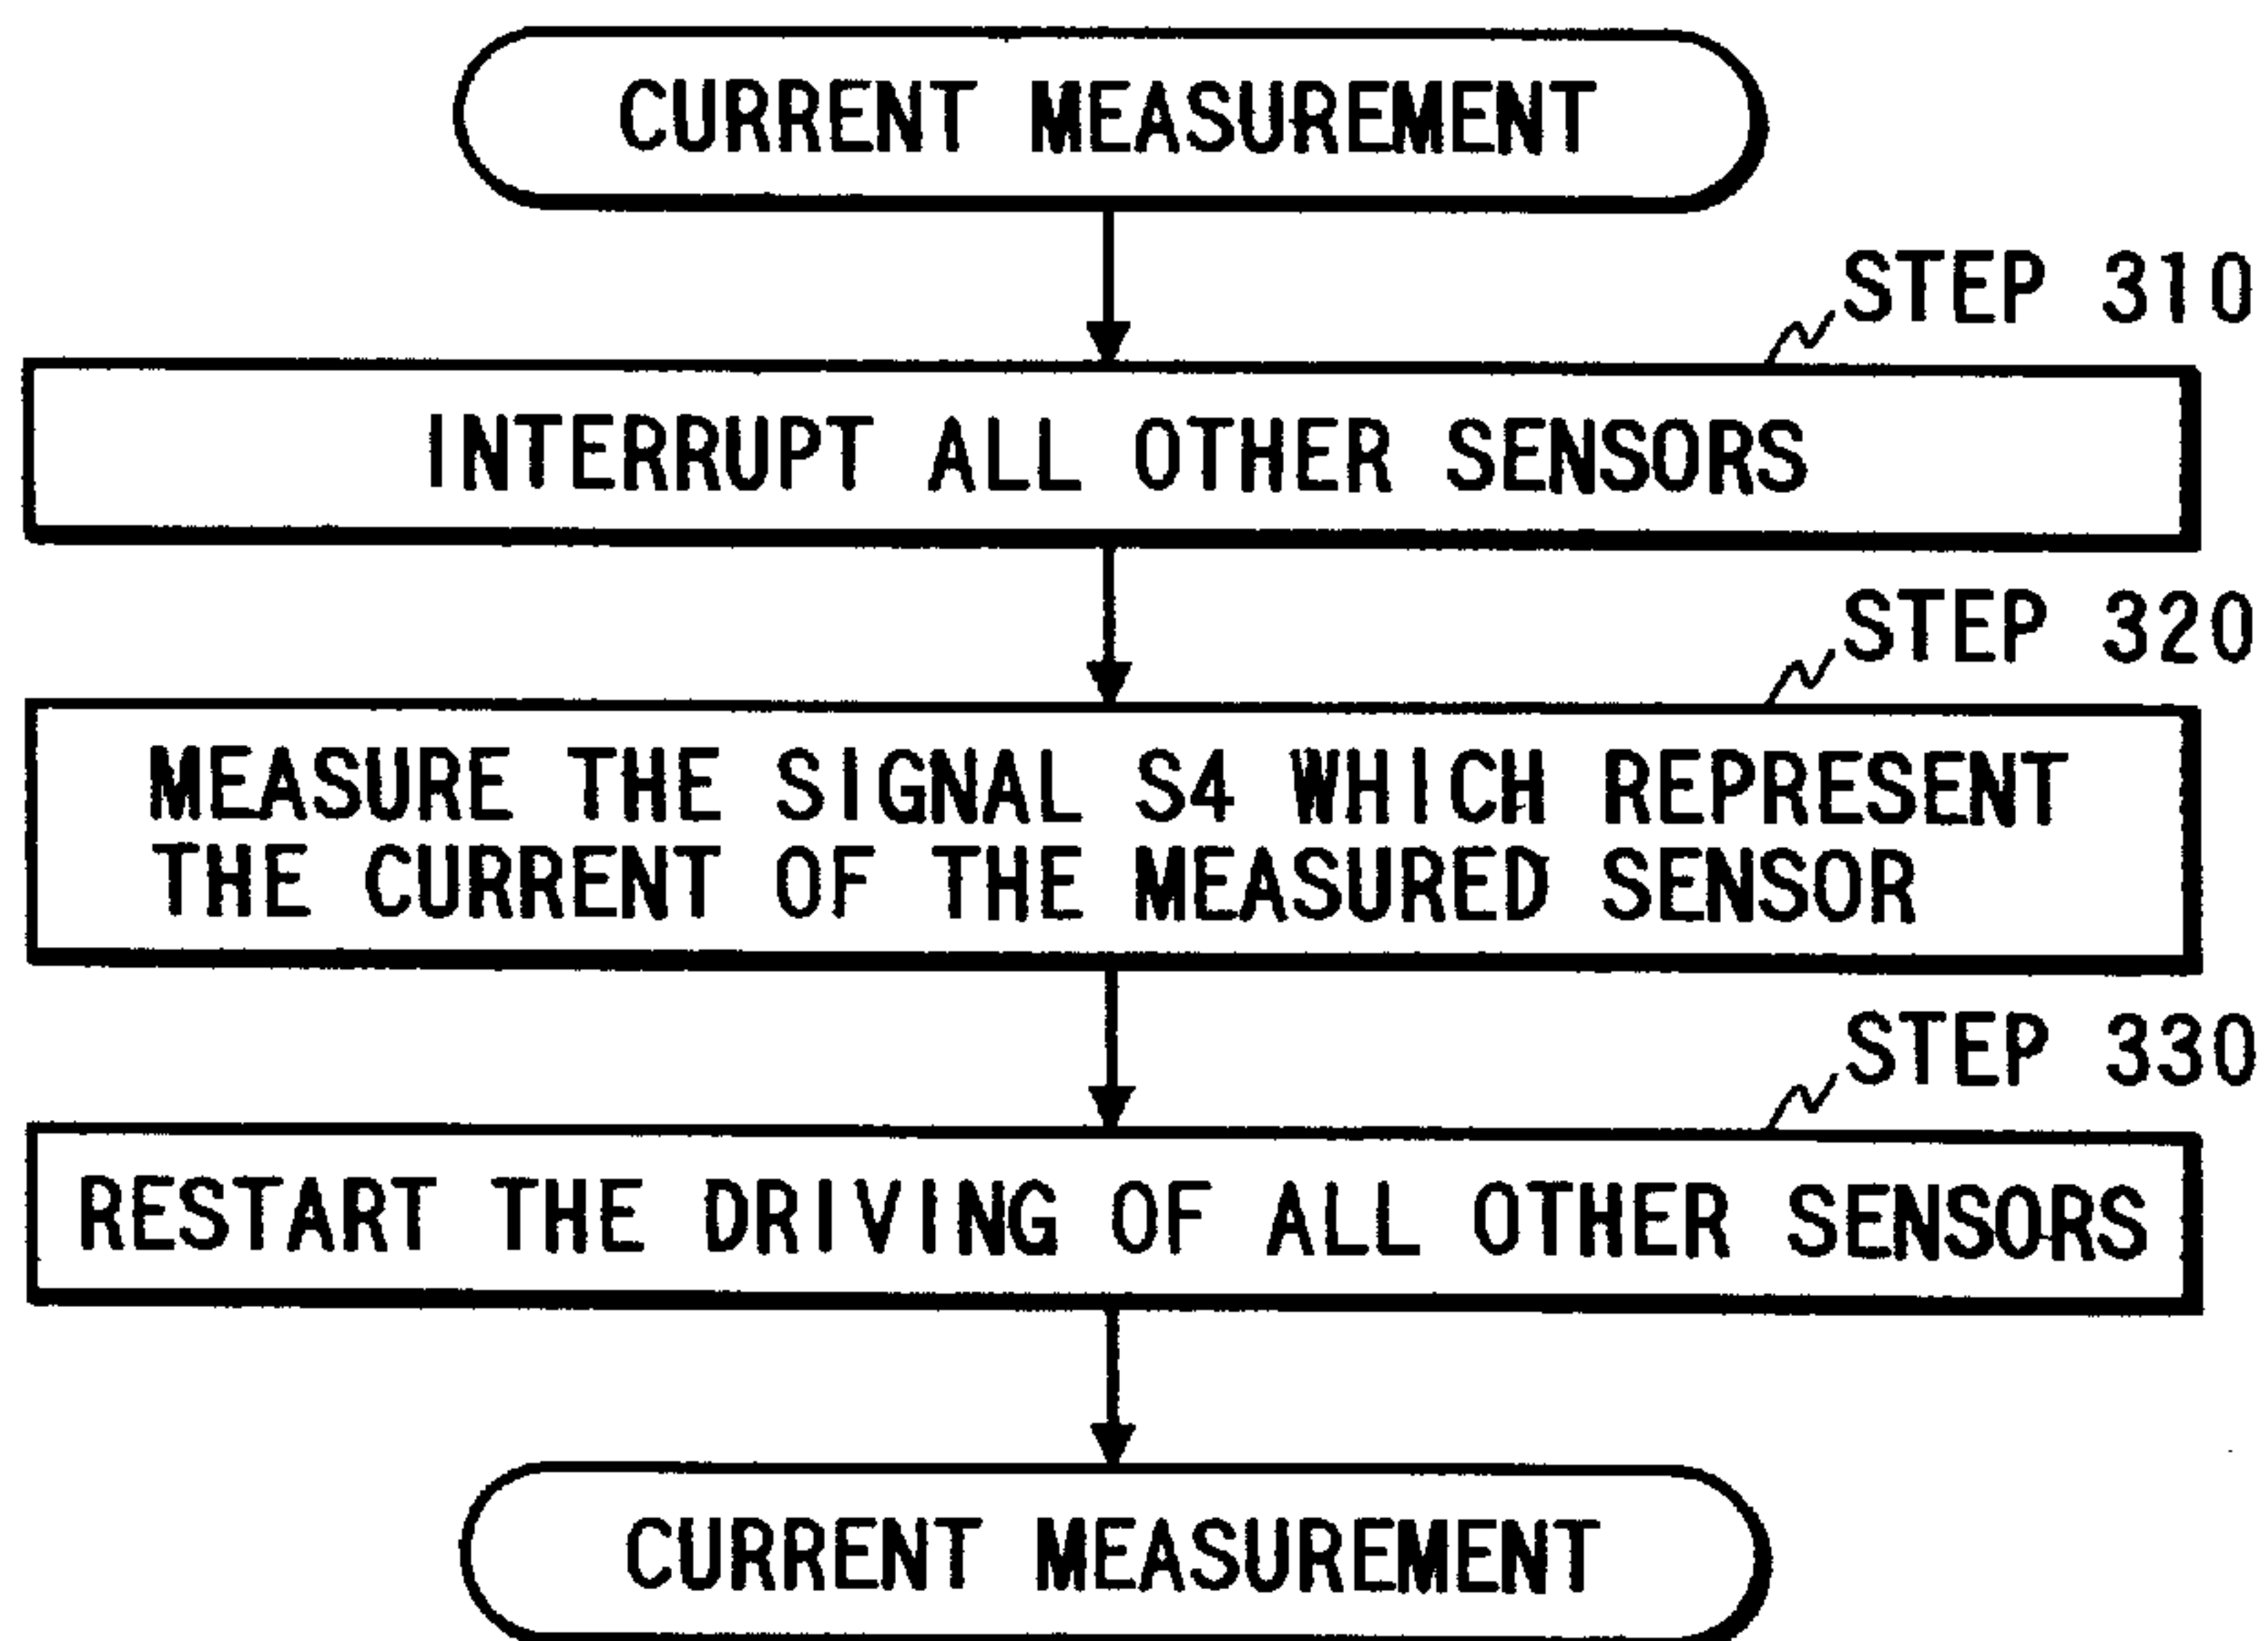 CURRENT MEASUREMENT
STEP 310
INTERRUPT ALL OTHER SENSORS
STEP 320
MEASURE THE SIGNAL S4 WHICH REPRESENT
THE CURRENT OF THE MEASURED SENSOR
STEP 330
RESTART THE DRIVING OF ALL OTHER SENSORS
CURRENT MEASUREMENT